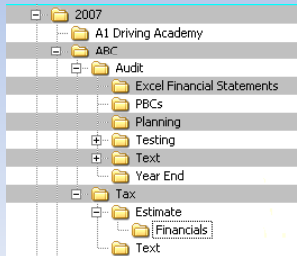 2007
A1 Driving Academy
ABC
Audit
Excel Financial Statements
PBCs
Planning
Testing
Text
Year End
Tax
Estimate
Financials
Text